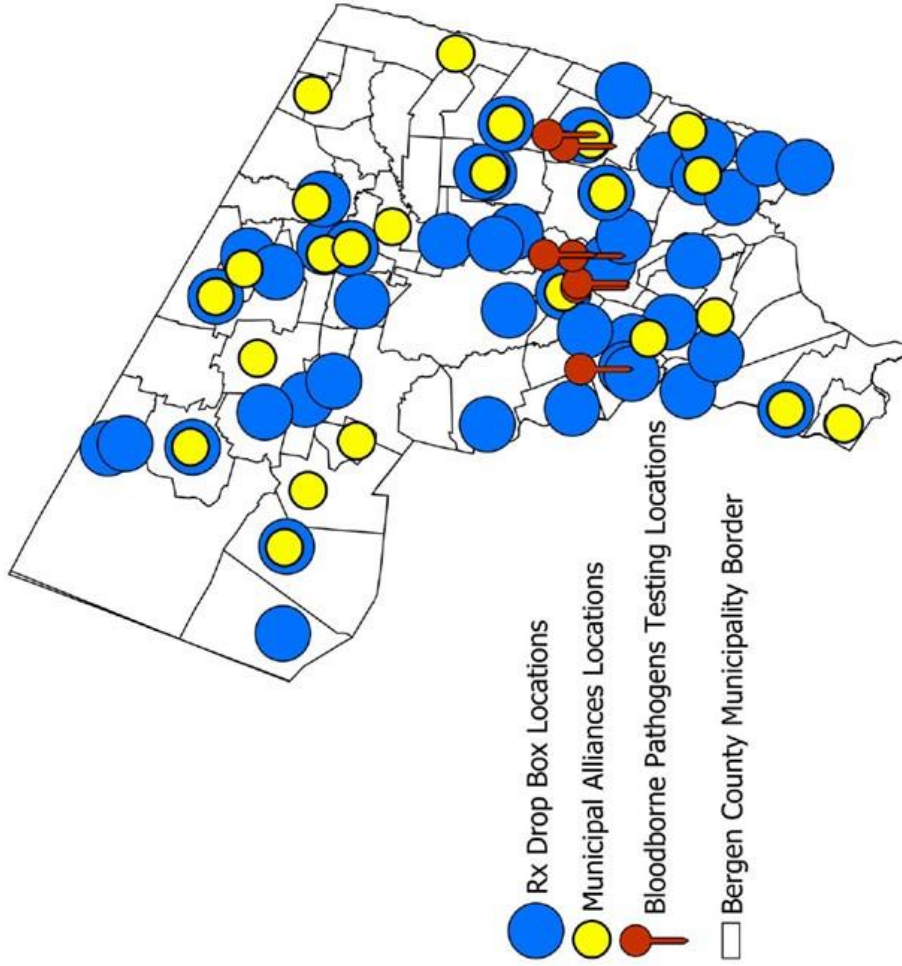 Rx Drop Box Locations
Municipal Alliances Locations
Bloodborne Pathogens Testing Locations
Bergen County Municipality Border